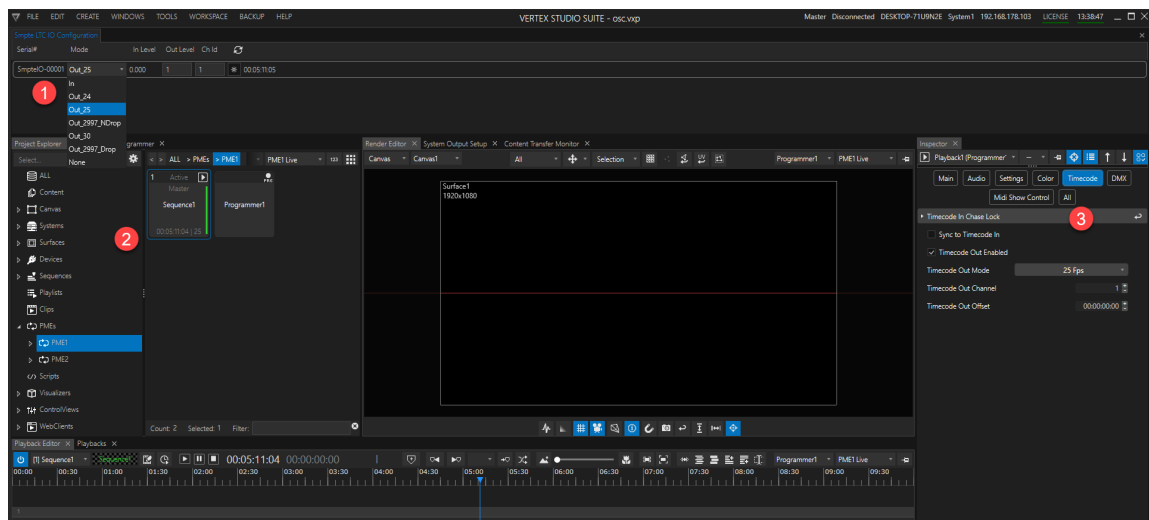 FILE EDIT CREATE WINDOWS TOOLS WORKSPACE BACKUP HELP VERTEX STUDIO SUITE - osc.vxp Master Disconnected DESKTOP-71U9N2E System1 192.168.178.103 LICENSE 13:38:47
Smpte LTC IO Configuration
Serial# Mode In Level Out Level Ch Id
SmpteIO-00001 Out_25 0.000 1 1 00:05:11:05
In
1
Out_24
Out_25
Out_2997_NDrop
Out_30
Out_2997_Drop
None
Project Explorer grammer Render Editor System Output Setup Content Transfer Monitor Inspector
Select... < > ALL > PMEs > PME1 PME1 Live 123 Canvas Canvas1 All Selection UV Programmer1 PME1 Live Playback1 (Programmer
ALL
Content
Canvas
Systems
Surfaces
Devices
Sequences
Playlists
Clips
PMEs
PME1
PME2
Scripts
Visualizers
ControlViews
WebClients
1 Active
Master
Sequence1
00:05:11:04 | 25
2
PRG
Programmer1
Count: 2 Selected: 1 Filter:
Surface1
1920x1080
Main Audio Settings Color Timecode DMX
Midi Show Control All
3
Timecode In Chase Lock
Sync to Timecode In
Timecode Out Enabled
Timecode Out Mode 25 Fps
Timecode Out Channel 1
Timecode Out Offset 00:00:00:00
Playback Editor Playbacks
[1] Sequence1 Sequence1 00:05:11:04 00:00:00:00 Programmer1 PME1 Live
00:00 00:30 01:00 01:30 02:00 02:30 03:00 03:30 04:00 04:30 05:00 05:30 06:00 06:30 07:00 07:30 08:00 08:30 09:00 09:30
1